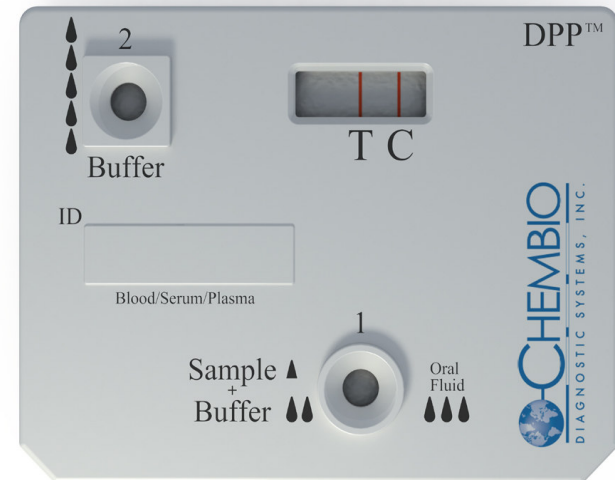 DPP™
2
Buffer
T C
ID
Blood/Serum/Plasma
1
Sample
+
Buffer
Oral
Fluid
CHEMBIO
DIAGNOSTIC SYSTEMS, INC.